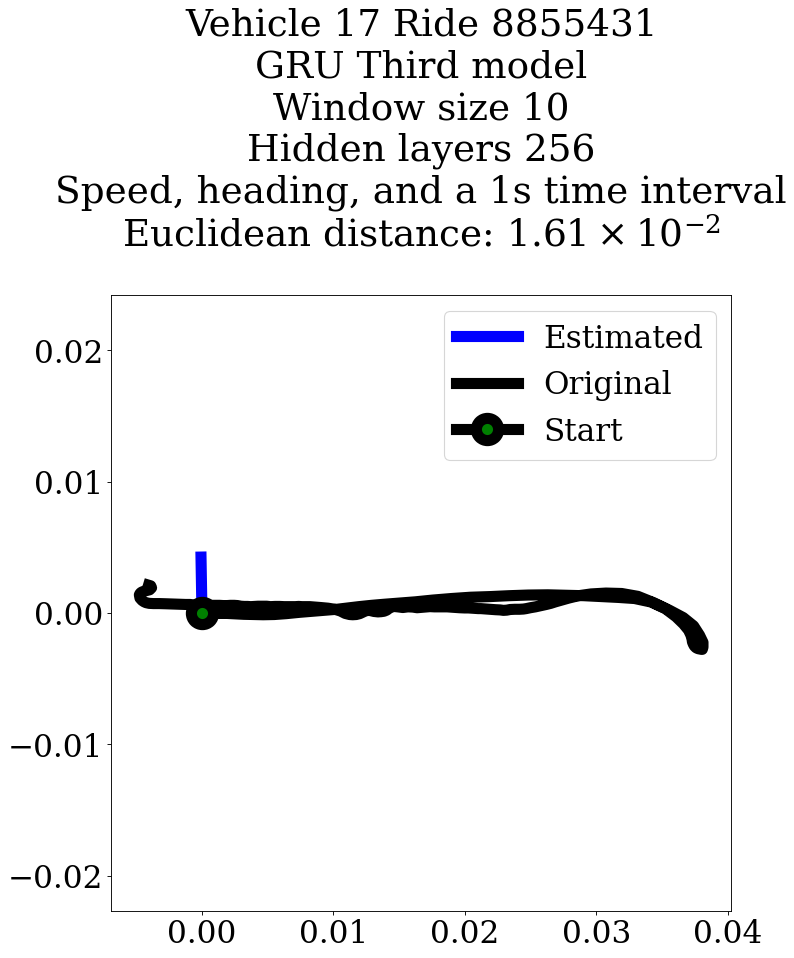 Vehicle 17 Ride 8855431
GRU Third model
Window size 10
Hidden layers 256
Speed, heading, and a 1s time interval
Euclidean distance: 1.61 × 10⁻²
Estimated
Original
Start
0.02
0.01
0.00
−0.01
−0.02
0.00 0.01 0.02 0.03 0.04